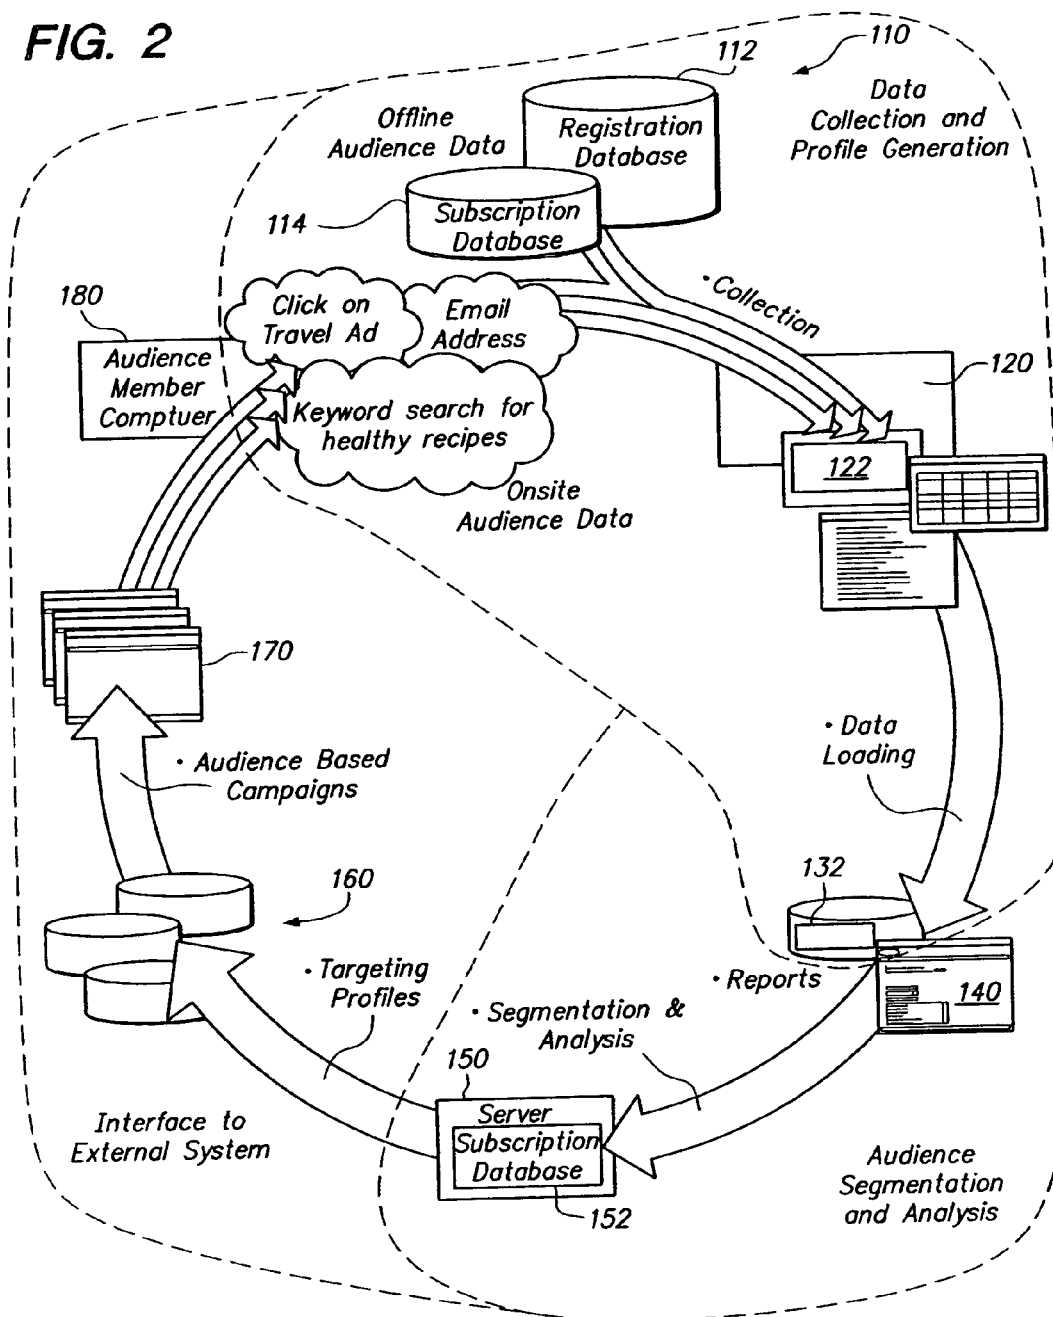 FIG. 2
110
112
Data
Collection and
Profile Generation
Offline
Audience Data
Registration
Database
114
Subscription
Database
180
Click on
Travel Ad
Email
Address
• Collection
Audience
Member
Comptuer
120
Keyword search for
healthy recipes
122
Onsite
Audience Data
170
• Data
Loading
• Audience Based
Campaigns
132
160
• Targeting
Profiles
• Reports
140
• Segmentation &
Analysis
150
Server
Subscription
Database
152
Interface to
External System
Audience
Segmentation
and Analysis